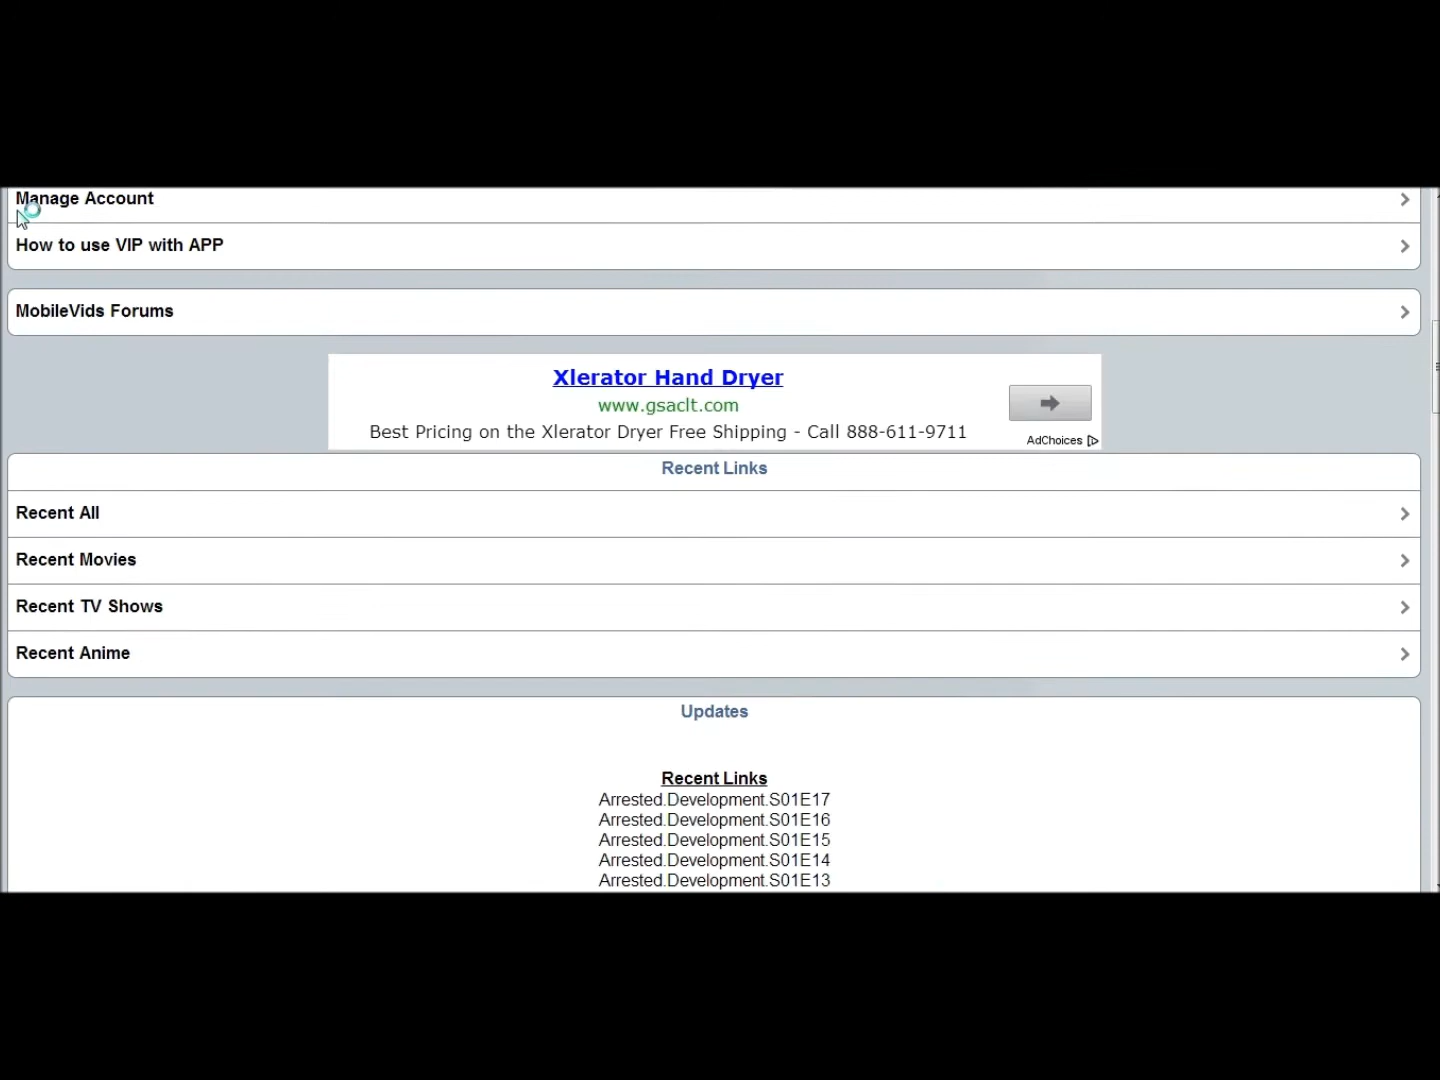 Manage Account
How to use VIP with APP
MobileVids Forums
Xlerator Hand Dryer
www.gsaclt.com
Best Pricing on the Xlerator Dryer Free Shipping - Call 888-611-9711
AdChoices
Recent Links
Recent All
Recent Movies
Recent TV Shows
Recent Anime
Updates
Recent Links
Arrested.Development.S01E17
Arrested.Development.S01E16
Arrested.Development.S01E15
Arrested.Development.S01E14
Arrested.Development.S01E13